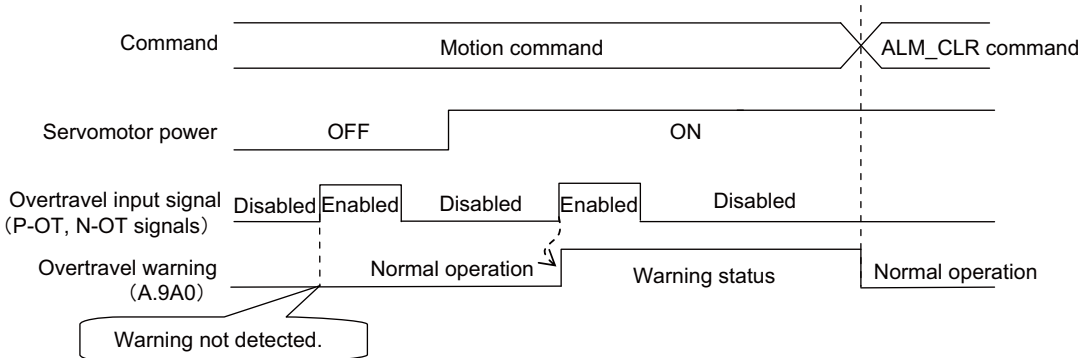 Command
Motion command
ALM_CLR command
Servomotor power
OFF
ON
Overtravel input signal
(P-OT, N-OT signals)
Disabled
Enabled
Disabled
Enabled
Disabled
Overtravel warning
(A.9A0)
Normal operation
Warning status
Normal operation
Warning not detected.